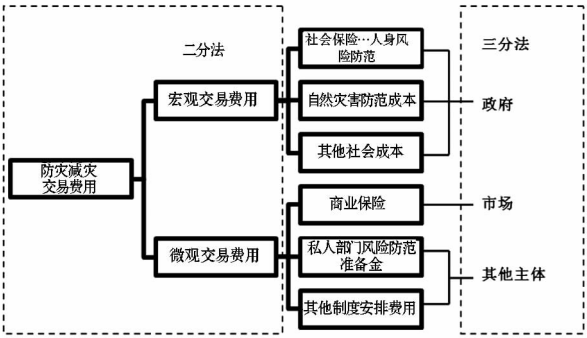 二分法
三分法
防灾减灾
交易费用
宏观交易费用
微观交易费用
社会保险…人身风
险防范
自然灾害防范成本
其他社会成本
商业保险
私人部门风险防范
准备金
其他制度安排费用
政府
市场
其他主体